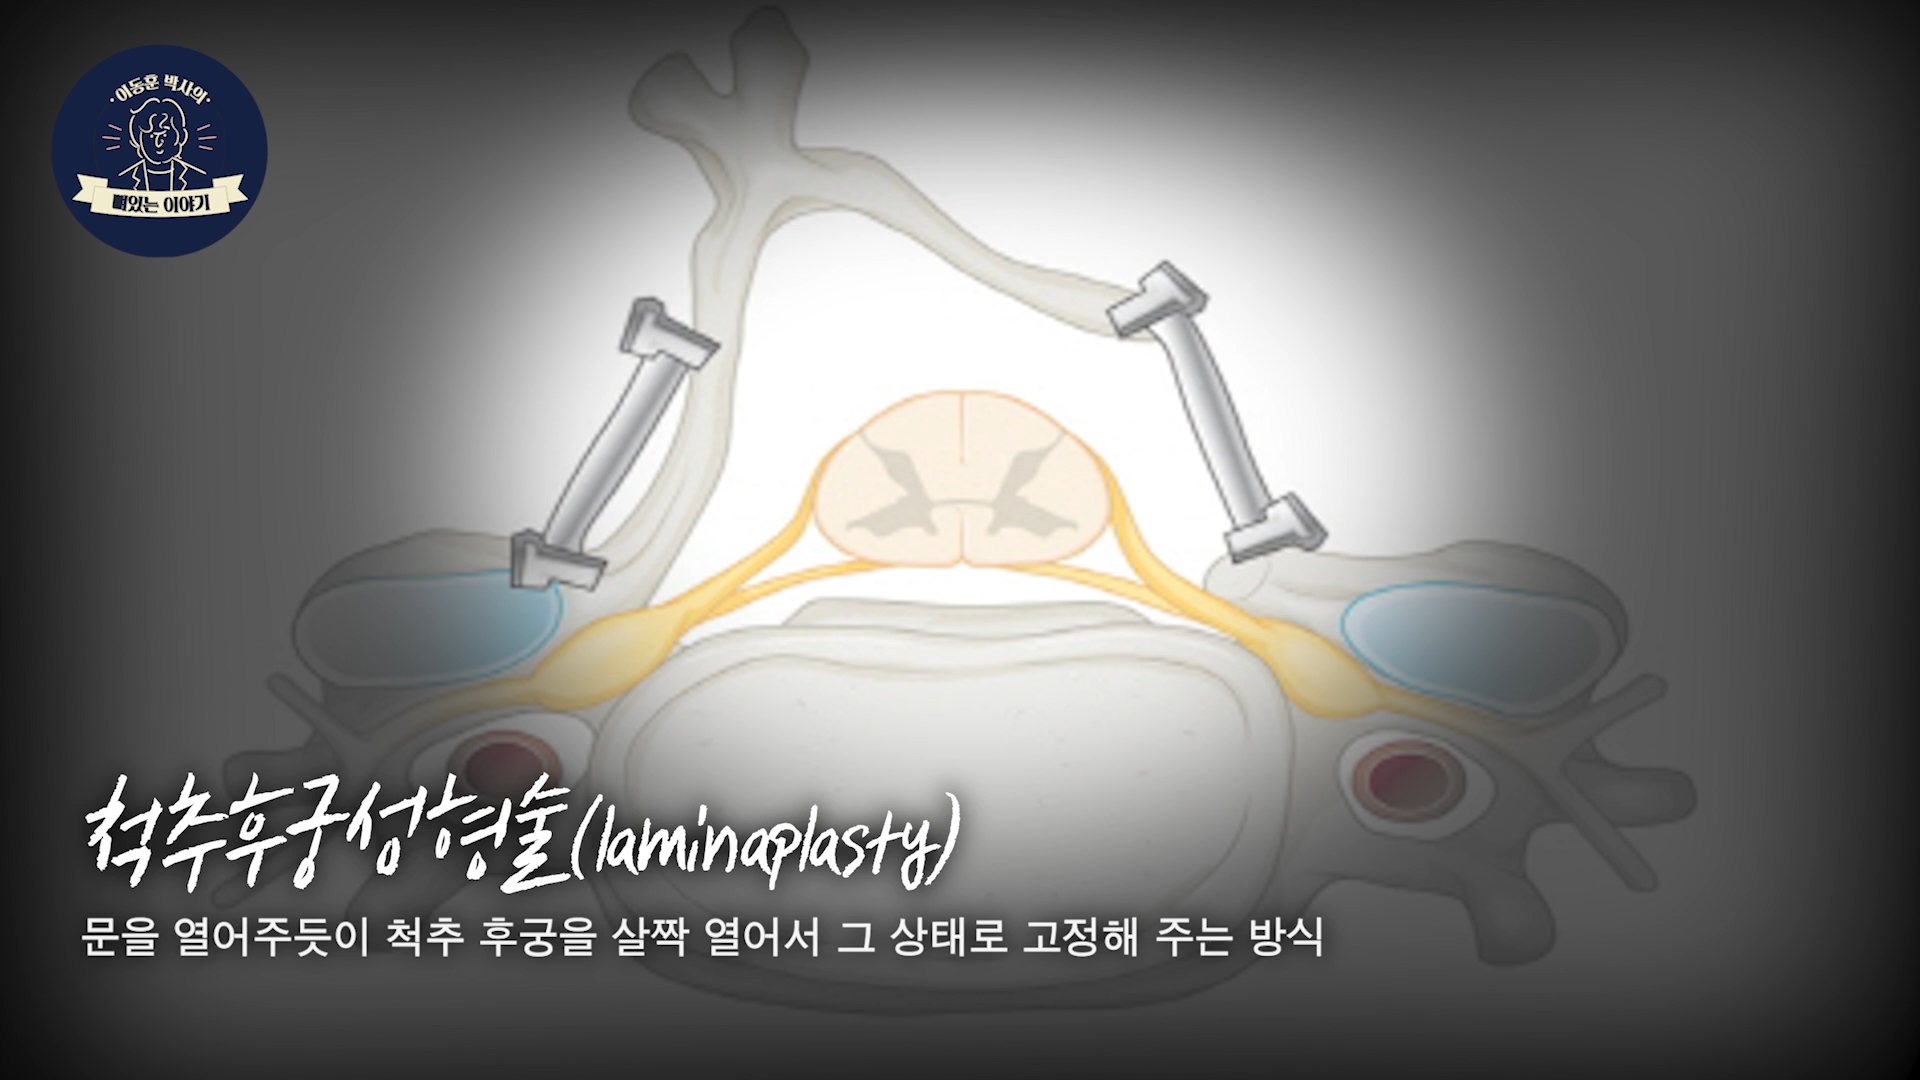 이동훈 박사의
뼈있는 이야기
척추후궁성형술(laminaplasty)
문을 열어주듯이 척추 후궁을 살짝 열어서 그 상태로 고정해 주는 방식